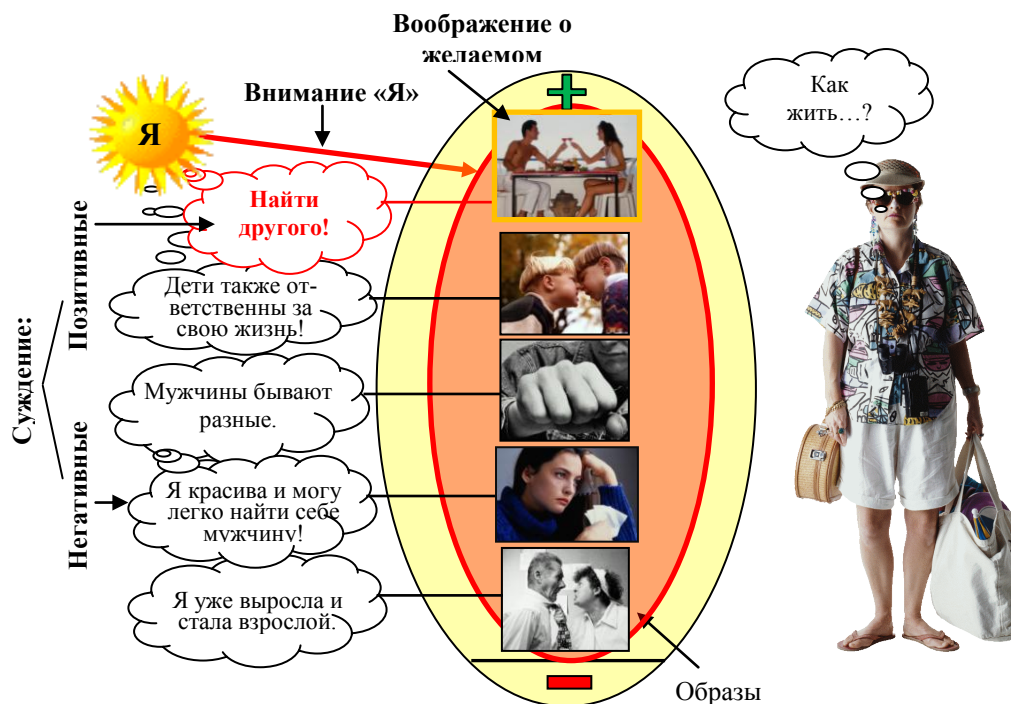 Воображение о
желаемом
Внимание «Я»
Я
Как
жить…?
Найти
другого!
Дети также от-
ветственны за
свою жизнь!
Мужчины бывают
разные.
Я красива и могу
легко найти себе
мужчину!
Я уже выросла и
стала взрослой.
Суждение:
Позитивные
Негативные
Образы